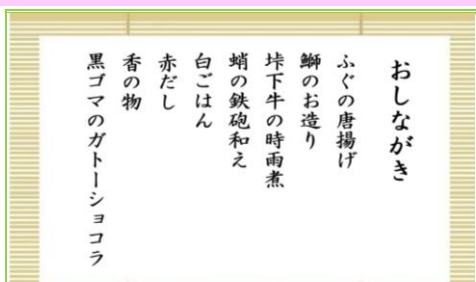 おしながき
ふぐの唐揚げ
鰤のお造り
垰下牛の時雨煮
蛸の鉄砲和え
白ごはん
赤だし
香の物
黒ゴマのガトーショコラ